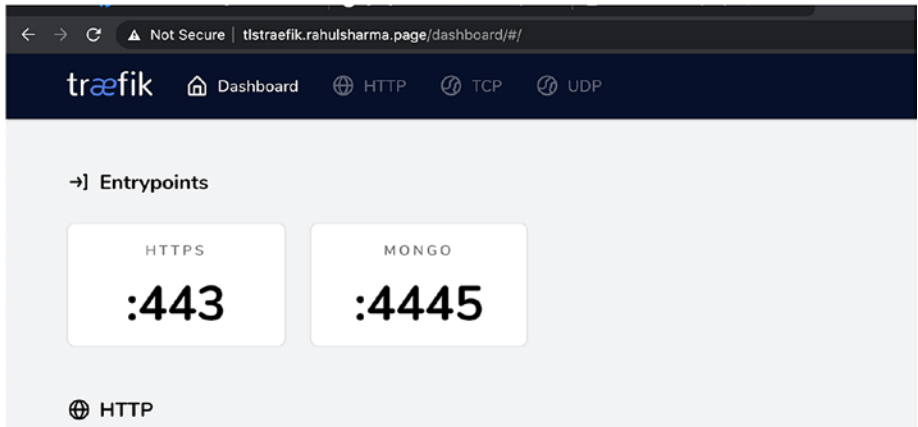 Not Secure | tlstraefik.rahulsharma.page/dashboard/#/
træfik Dashboard HTTP TCP UDP
Entrypoints
HTTPS MONGO
:443 :4445
HTTP